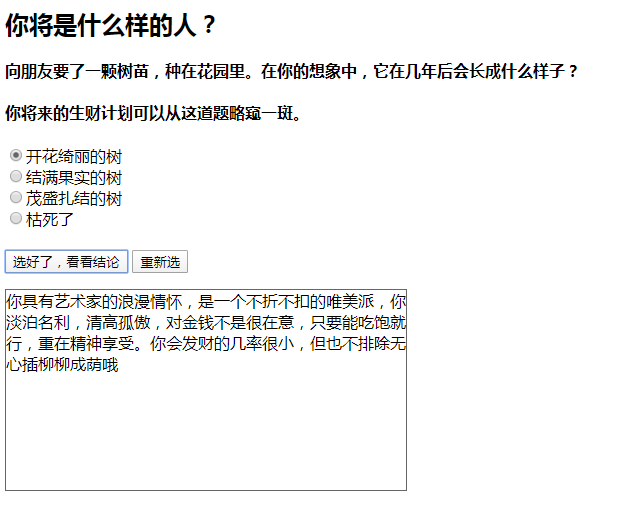 你将是什么样的人？
向朋友要了一颗树苗，种在花园里。在你的想象中，它在几年后会长成什么样子？
你将来的生财计划可以从这道题略窥一斑。
开花绮丽的树
结满果实的树
茂盛扎结的树
枯死了
选好了，看看结论 重新选
你具有艺术家的浪漫情怀，是一个不折不扣的唯美派，你
淡泊名利，清高孤傲，对金钱不是很在意，只要能吃饱就
行，重在精神享受。你会发财的几率很小，但也不排除无
心插柳柳成荫哦